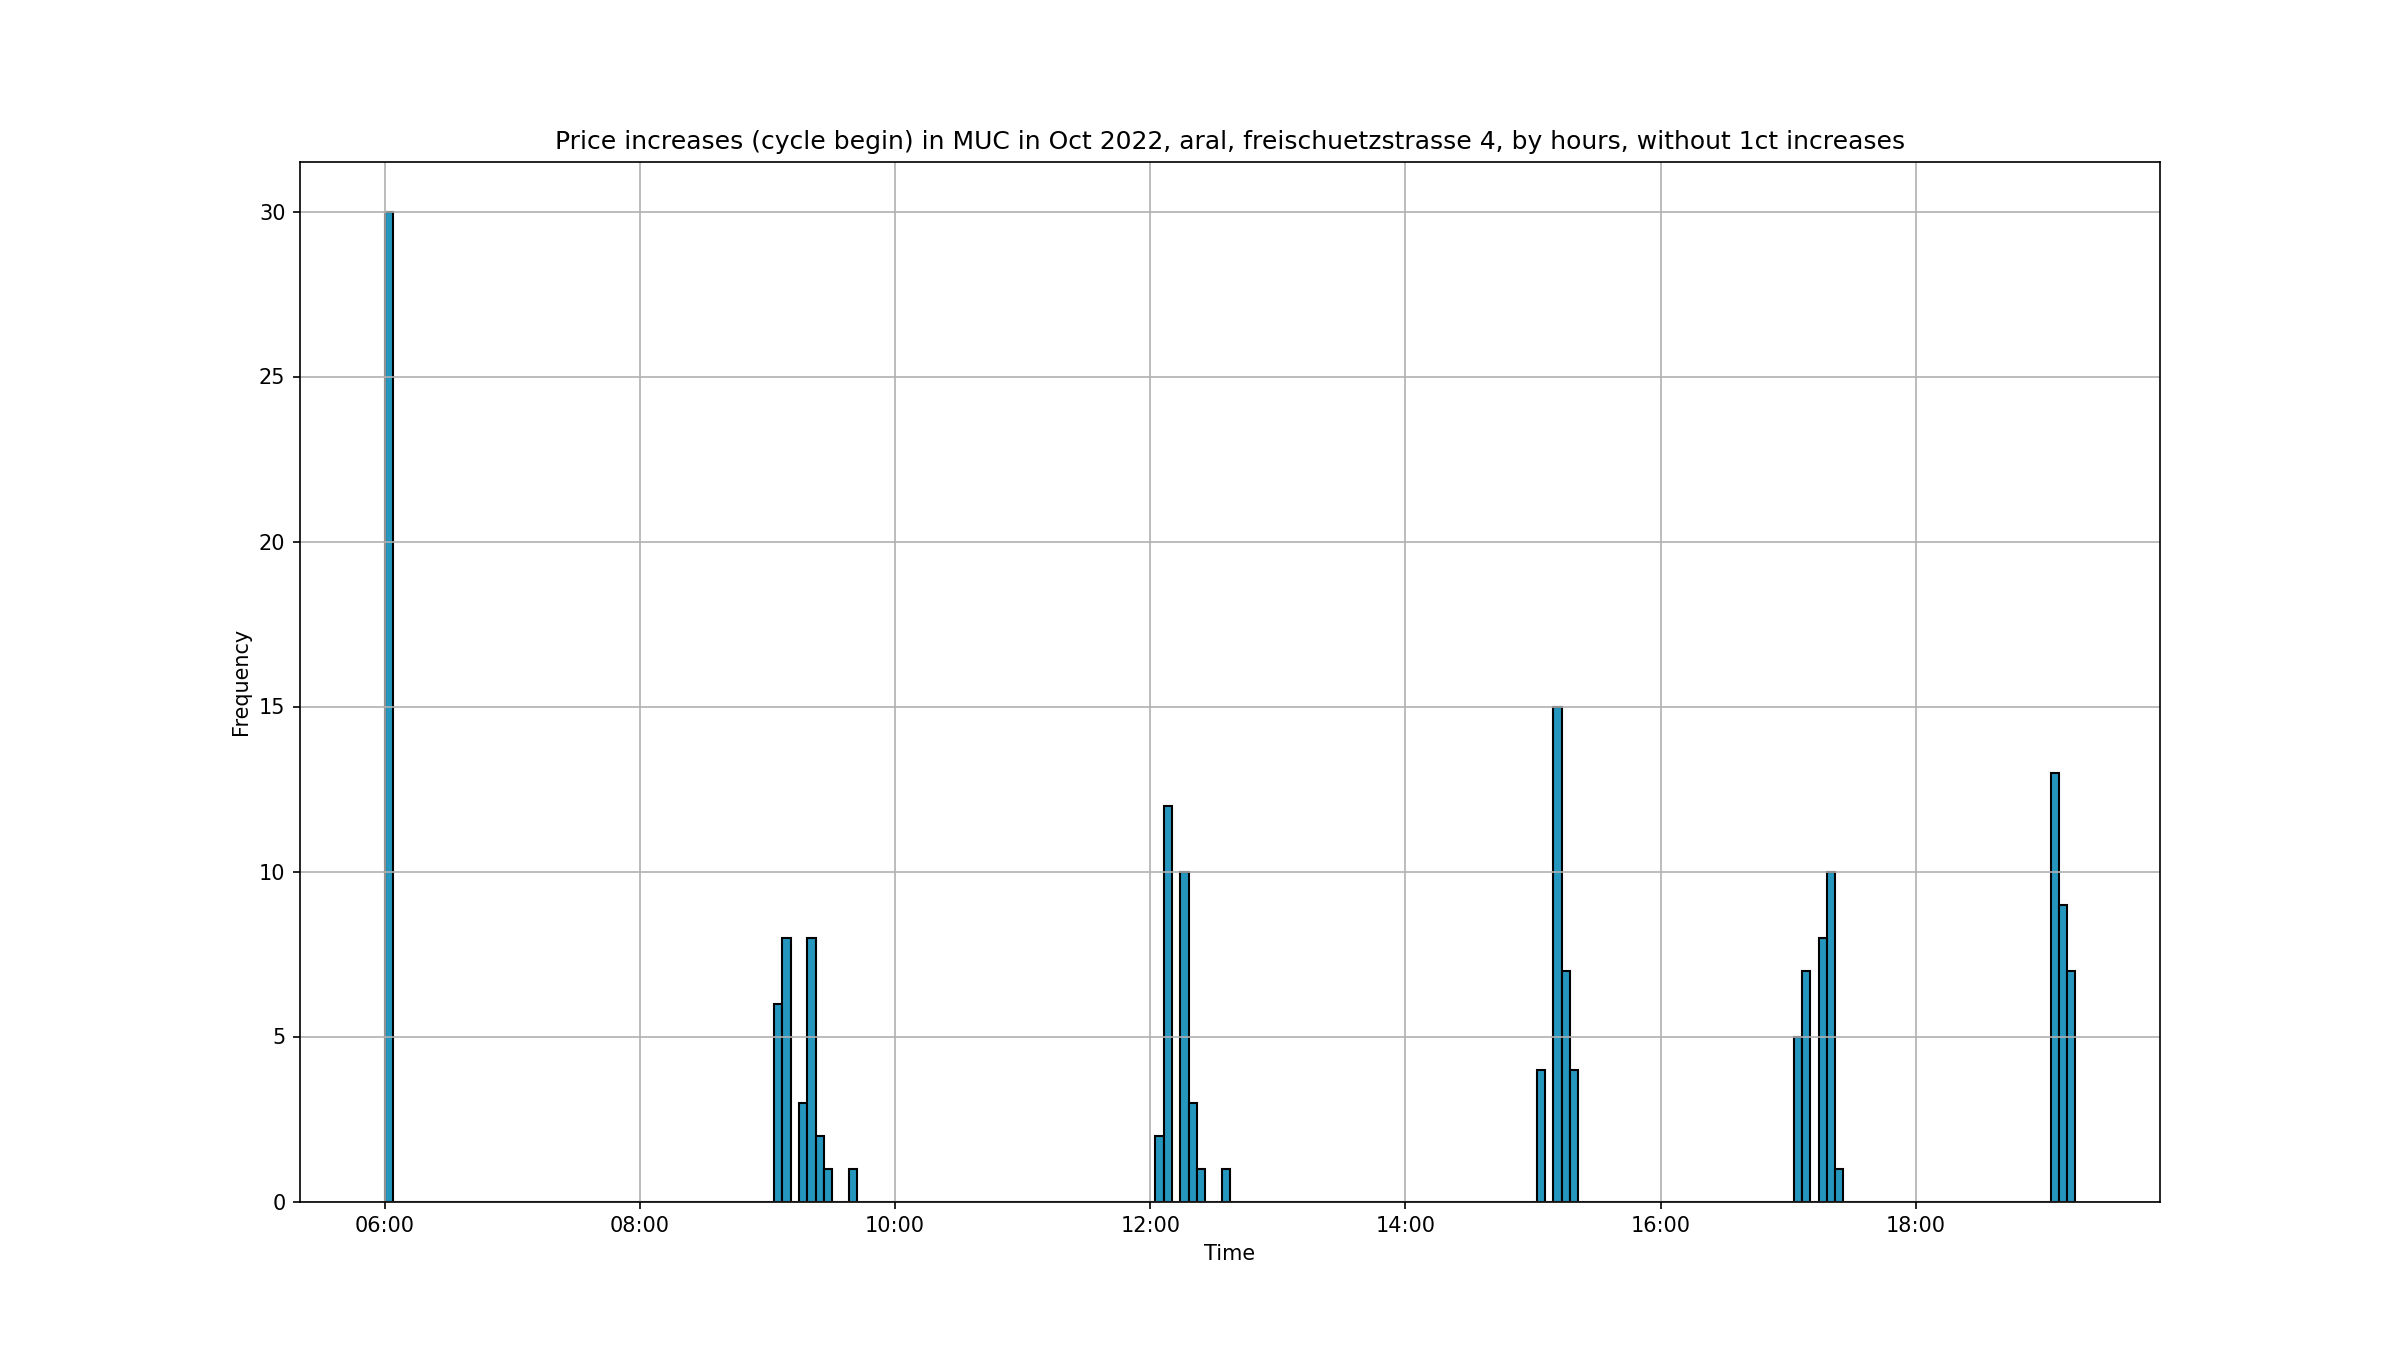 Price increases (cycle begin) in MUC in Oct 2022, aral, freischuetzstrasse 4, by hours, without 1ct increases
30
25
20
15
10
5
0
Frequency
06:00 08:00 10:00 12:00 14:00 16:00 18:00
Time